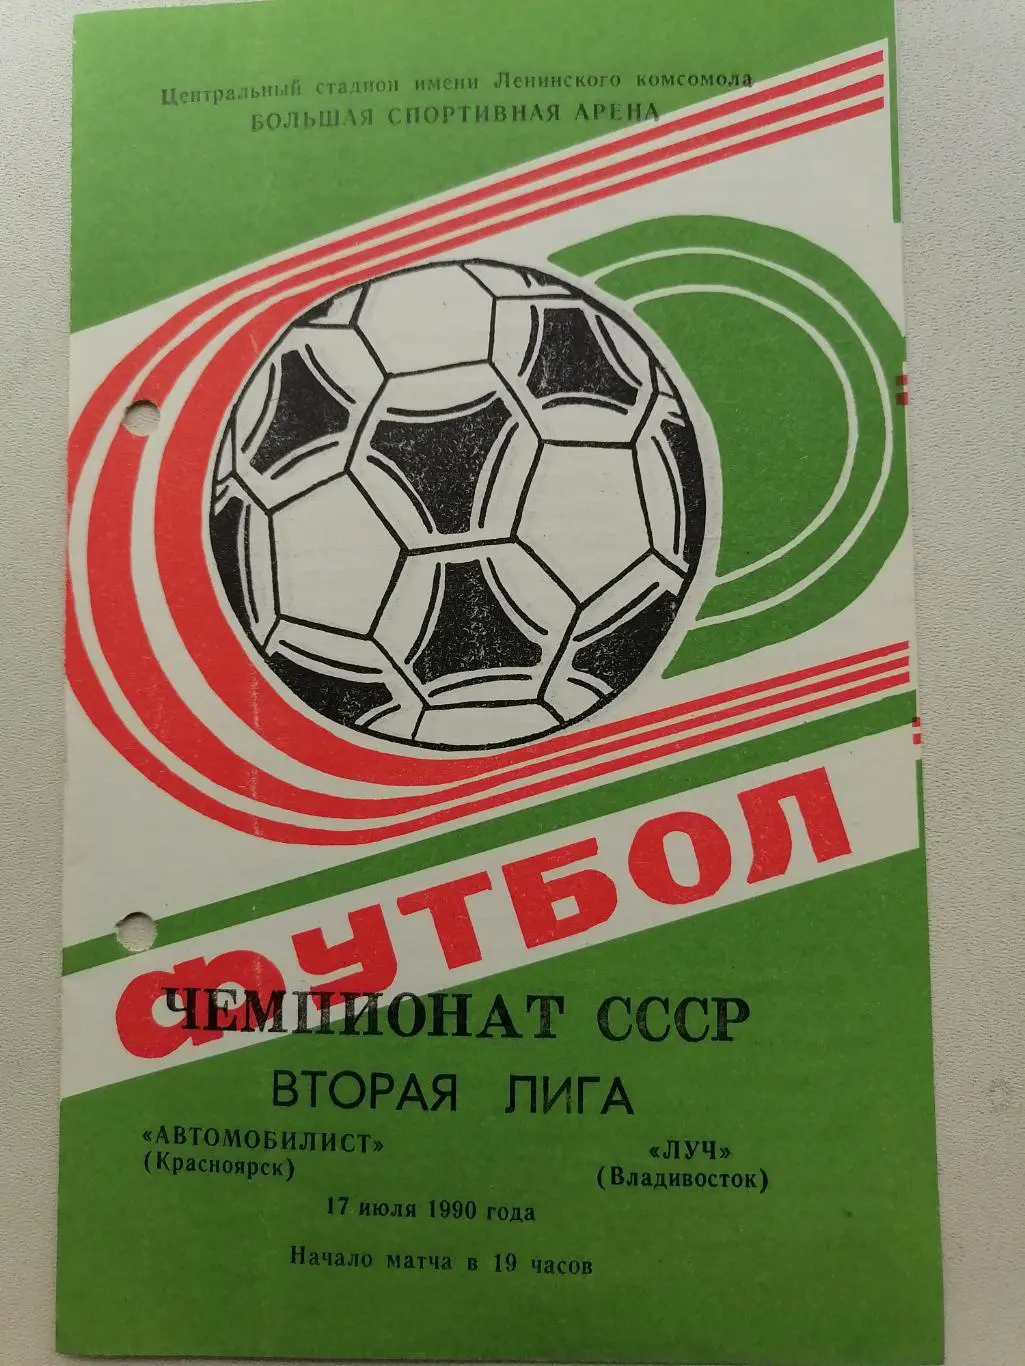 Центральный стадион имени Ленинского комсомола
БОЛЬШАЯ СПОРТИВНАЯ АРЕНА
ФУТБОЛ
ЧЕМПИОНАТ СССР
ВТОРАЯ ЛИГА
«АВТОМОБИЛИСТ»
(Красноярск)
«ЛУЧ»
(Владивосток)
17 июля 1990 года
Начало матча в 19 часов